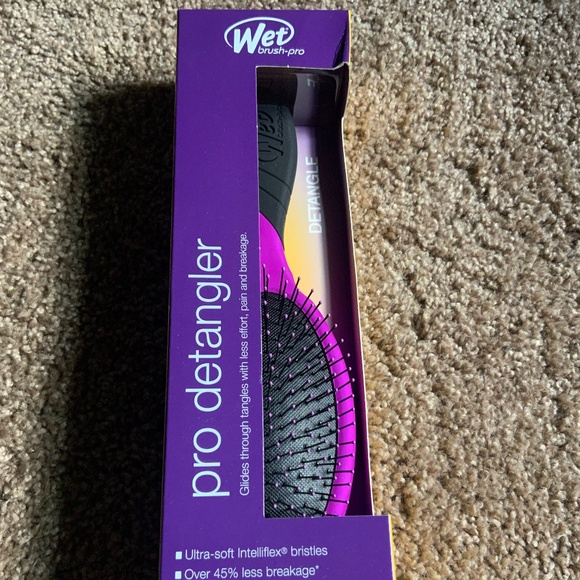 Wet®
brush·pro
DETANGLE
pro detangler
Glides through tangles with less effort, pain and breakage.
■ Ultra-soft Intelliflex® bristles
■ Over 45% less breakage*